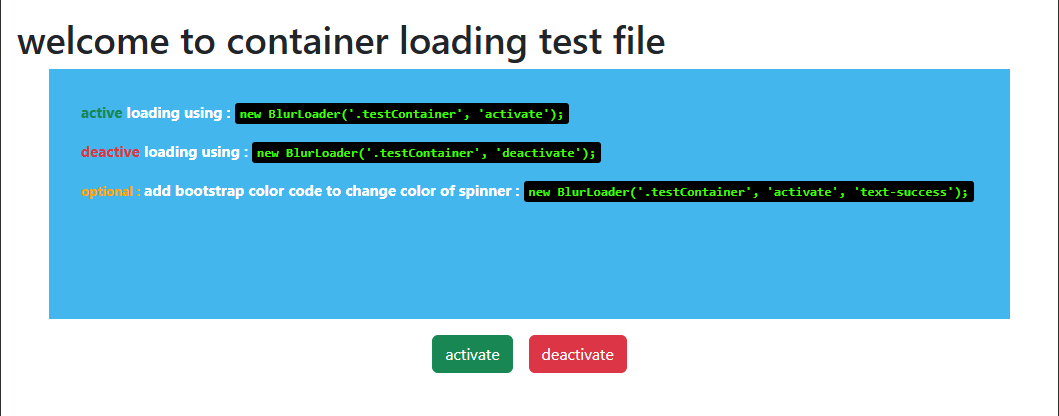 welcome to container loading test file
active loading using : new BlurLoader('.testContainer', 'activate');
deactive loading using : new BlurLoader('.testContainer', 'deactivate');
optional : add bootstrap color code to change color of spinner : new BlurLoader('.testContainer', 'activate', 'text-success');
activate deactivate